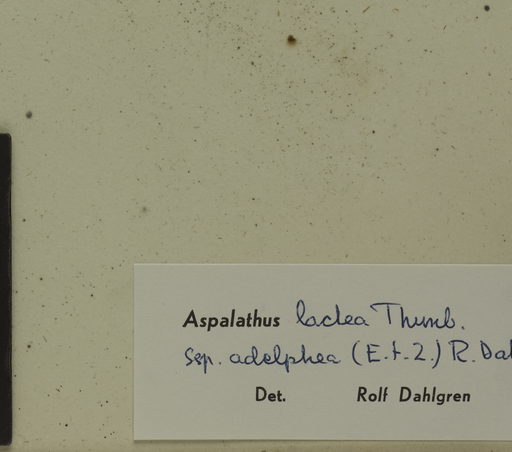 Aspalathus lactea Thunb.
Ssp. adelphea (E.+Z.) R. Dal
Det. Rolf Dahlgren